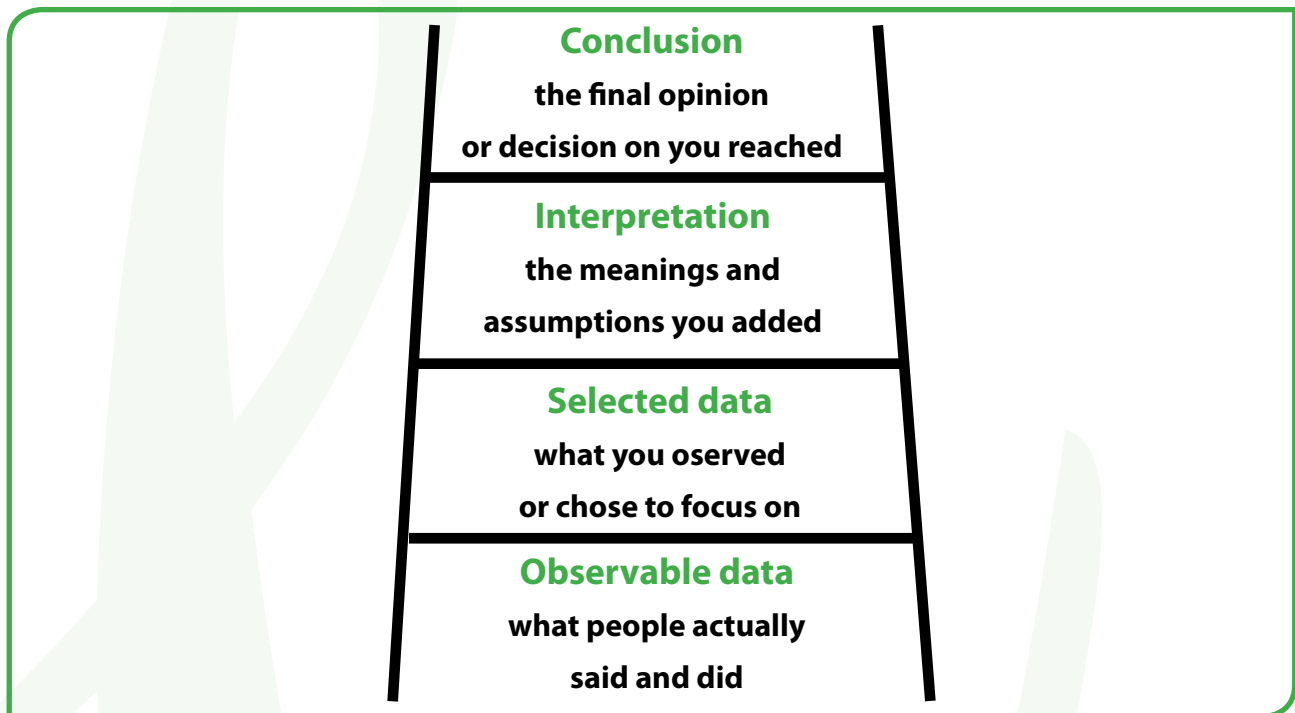 Conclusion
the final opinion
or decision on you reached
Interpretation
the meanings and
assumptions you added
Selected data
what you oserved
or chose to focus on
Observable data
what people actually
said and did